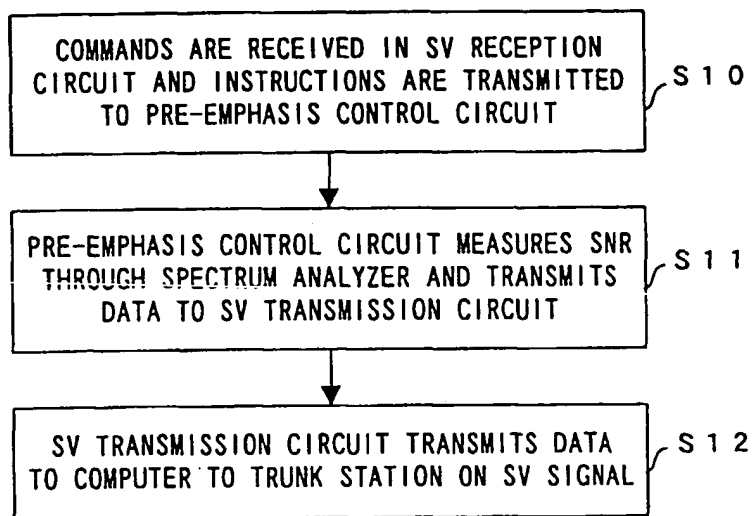 COMMANDS ARE RECEIVED IN SV RECEPTION
CIRCUIT AND INSTRUCTIONS ARE TRANSMITTED
TO PRE-EMPHASIS CONTROL CIRCUIT
S10
PRE-EMPHASIS CONTROL CIRCUIT MEASURES SNR
THROUGH SPECTRUM ANALYZER AND TRANSMITS
DATA TO SV TRANSMISSION CIRCUIT
S11
SV TRANSMISSION CIRCUIT TRANSMITS DATA
TO COMPUTER TO TRUNK STATION ON SV SIGNAL
S12